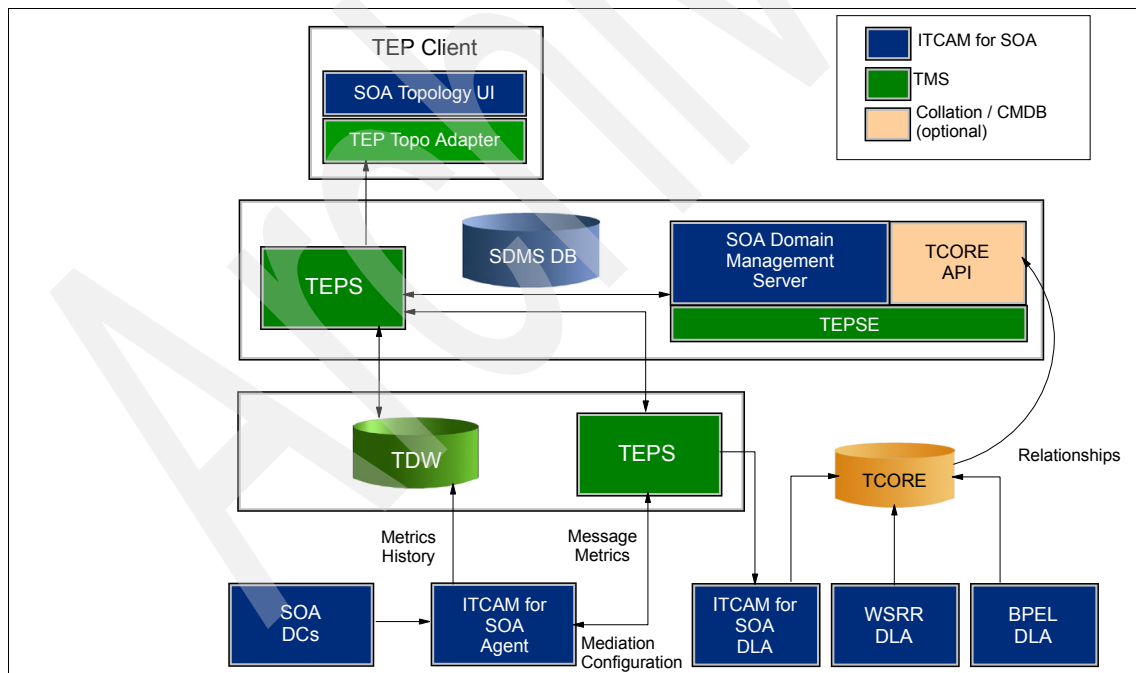 TEP Client
SOA Topology UI
TEP Topo Adapter
ITCAM for SOA
TMS
Collation / CMDB
(optional)
TEPS
SDMS DB
SOA Domain
Management
Server
TCORE
API
TEPSE
TDW
TEPS
TCORE
Relationships
Metrics
History
Message
Metrics
SOA
DCs
ITCAM for
SOA
Agent
Mediation
Configuration
ITCAM for
SOA
DLA
WSRR
DLA
BPEL
DLA